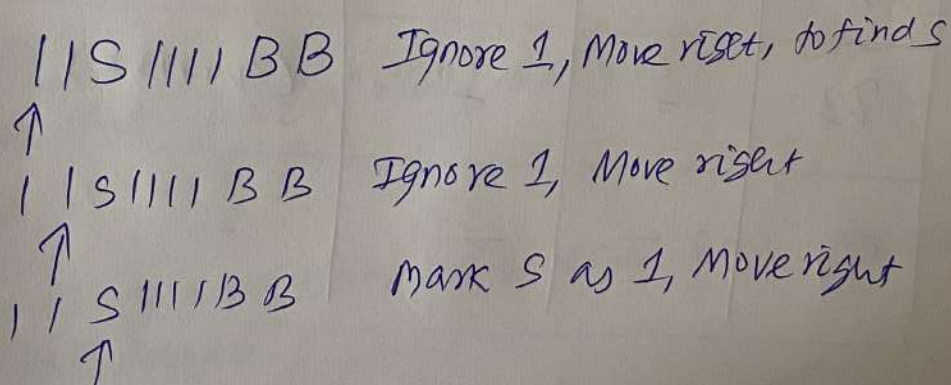 11S1111BB Ignore 1, Move right, to find S
↑
11S1111BB Ignore 1, Move right
↑
11S1111BB Mark S as 1, Move right
↑